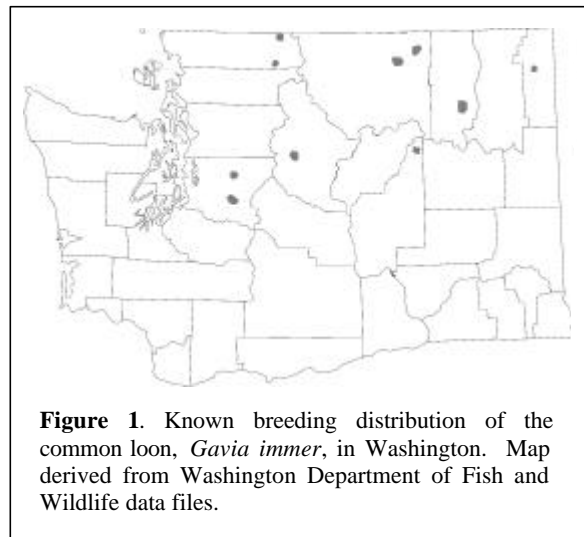 Figure 1. Known breeding distribution of the
common loon, Gavia immer, in Washington. Map
derived from Washington Department of Fish and
Wildlife data files.